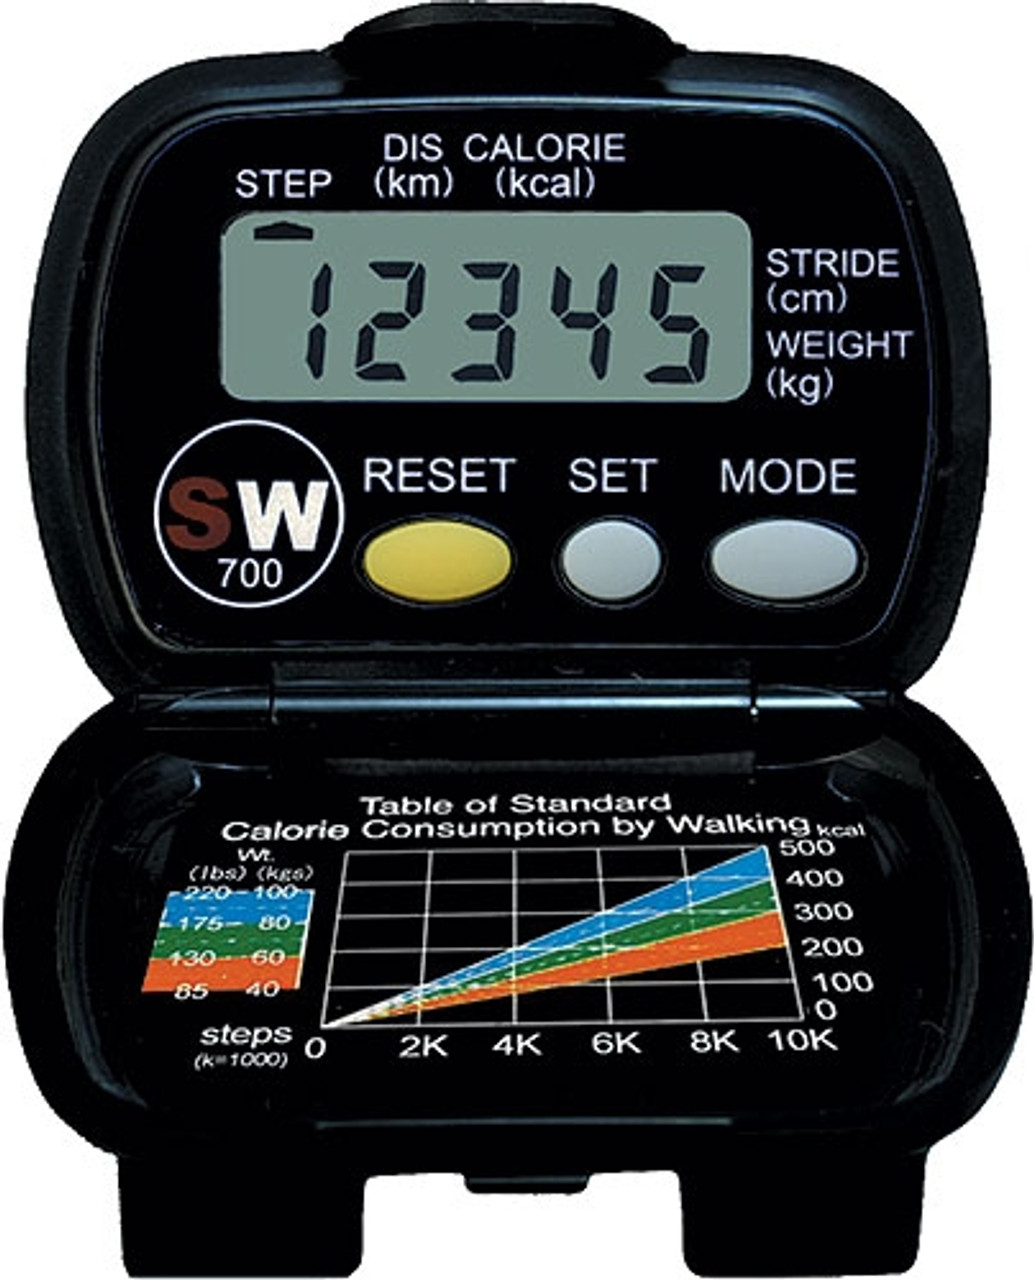 DIS CALORIE
STEP (km) (kcal)
12345
STRIDE
(cm)
WEIGHT
(kg)
SW
700
RESET SET MODE
Table of Standard
Calorie Consumption by Walking kcal
Wt.
(lbs) (kgs)
220 100
175 80
130 60
85 40
500
400
300
200
100
0
steps
(k=1000)
0 2K 4K 6K 8K 10K